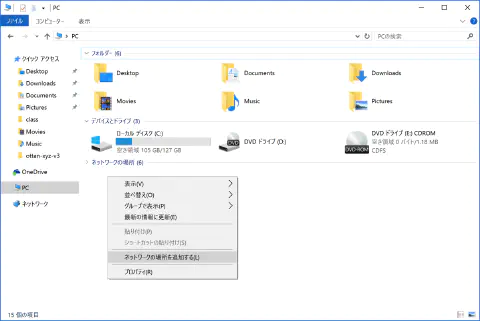 PC
ファイル コンピューター 表示
PC PCの検索
クイック アクセス
Desktop
Downloads
Documents
Pictures
class
Movies
Music
ottan-xyz-v3
OneDrive
PC
ネットワーク
フォルダー (6)
Desktop Documents Downloads
Movies Music Pictures
デバイスとドライブ (3)
ローカル ディスク (C:)
空き領域 105 GB/127 GB
DVD ドライブ (D:)
DVD ドライブ (E:) CDROM
空き領域 0 バイト/1.18 MB
CDFS
DVD
DVD-ROM
ネットワークの場所 (6)
表示(V)
並べ替え(O)
グループで表示(P)
最新の情報に更新(E)
貼り付け(P)
ショートカットの貼り付け(S)
ネットワークの場所を追加する(L)
プロパティ(R)
15 個の項目